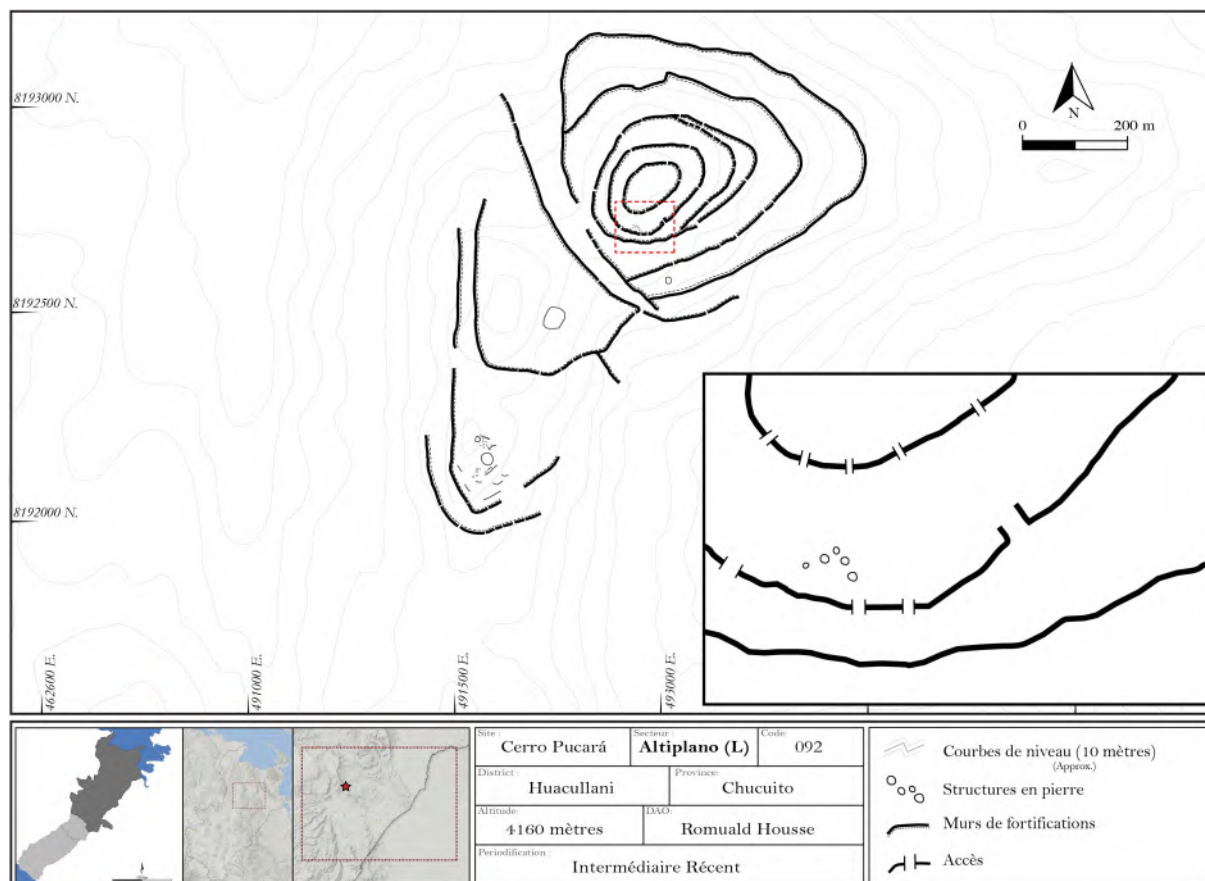 8193000 N.
N
0 200 m
8192500 N.
8192000 N.
462600 E.
491000 E.
491500 E.
493000 E.
Site : Cerro Pucará
Secteur : Altiplano (L)
Code: 092
District : Huacullani
Province: Chucuito
Altitude: 4160 mètres
DAO: Romuald Housse
Periodification : Intermédiaire Récent
Courbes de niveau (10 mètres)
(Approx.)
Structures en pierre
Murs de fortifications
Accès